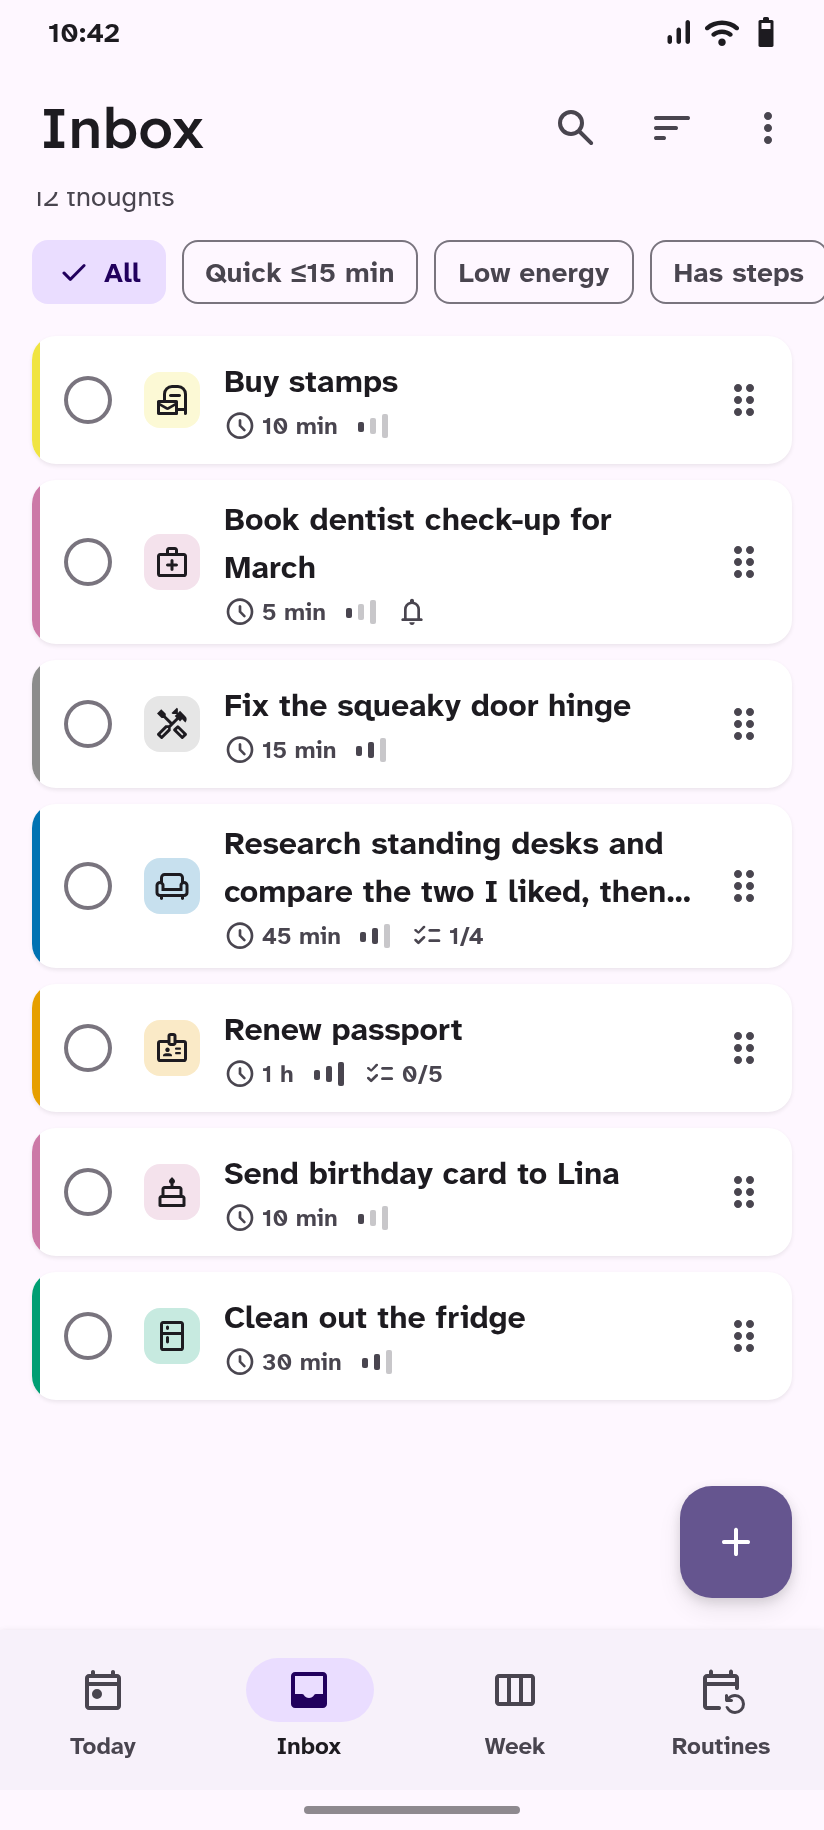 10:42
Inbox
12 thoughts
All
Quick ≤15 min
Low energy
Has steps
Buy stamps
10 min
Book dentist check-up for
March
5 min
Fix the squeaky door hinge
15 min
Research standing desks and
compare the two I liked, then...
45 min
1/4
Renew passport
1 h
0/5
Send birthday card to Lina
10 min
Clean out the fridge
30 min
Today
Inbox
Week
Routines